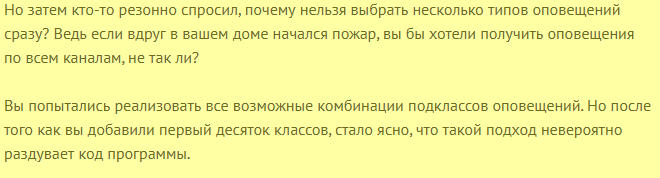 Но затем кто-то резонно спросил, почему нельзя выбрать несколько типов оповещений
сразу? Ведь если вдруг в вашем доме начался пожар, вы бы хотели получить оповещения
по всем каналам, не так ли?
Вы попытались реализовать все возможные комбинации подклассов оповещений. Но после
того как вы добавили первый десяток классов, стало ясно, что такой подход невероятно
раздувает код программы.